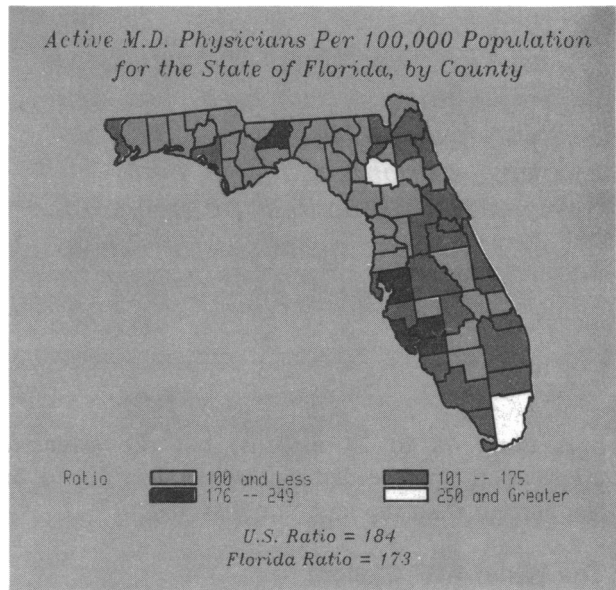 Active M.D. Physicians Per 100,000 Population
for the State of Florida, by County
Ratio 100 and Less 101 -- 175
176 -- 249 250 and Greater
U.S. Ratio = 184
Florida Ratio = 173